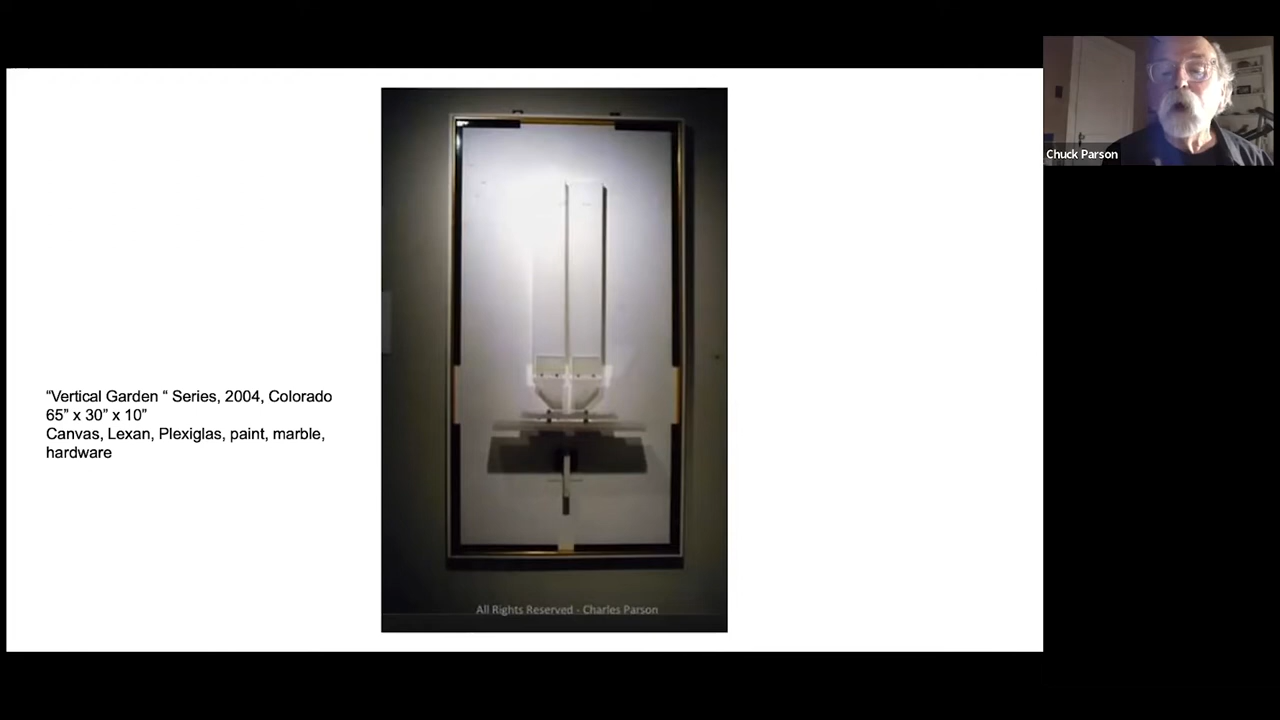 Chuck Parson
“Vertical Garden “ Series, 2004, Colorado
65” x 30” x 10”
Canvas, Lexan, Plexiglas, paint, marble,
hardware
All Rights Reserved - Charles Parson